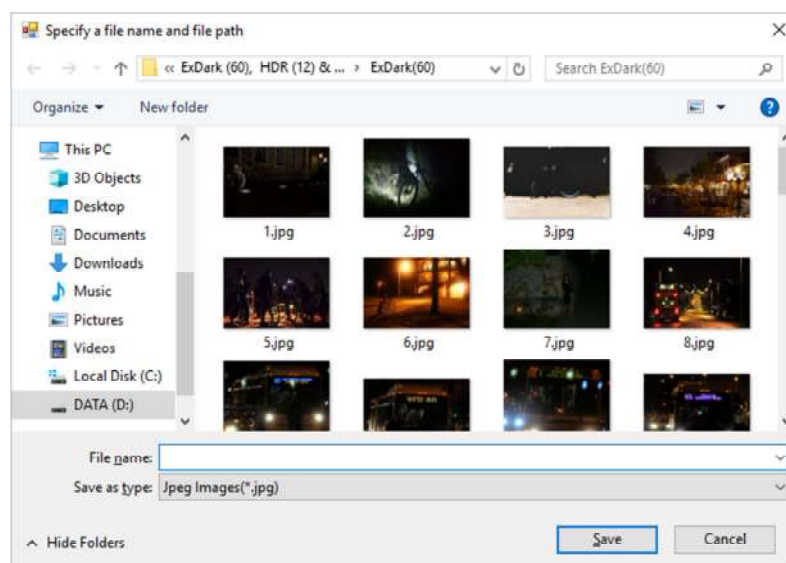 Specify a file name and file path
« ExDark (60), HDR (12) & ... › ExDark(60)
Search ExDark(60)
Organize
New folder
This PC
3D Objects
Desktop
Documents
Downloads
Music
Pictures
Videos
Local Disk (C:)
DATA (D:)
1.jpg
2.jpg
3.jpg
4.jpg
5.jpg
6.jpg
7.jpg
8.jpg
File name:
Save as type: Jpeg Images(*.jpg)
Hide Folders
Save
Cancel